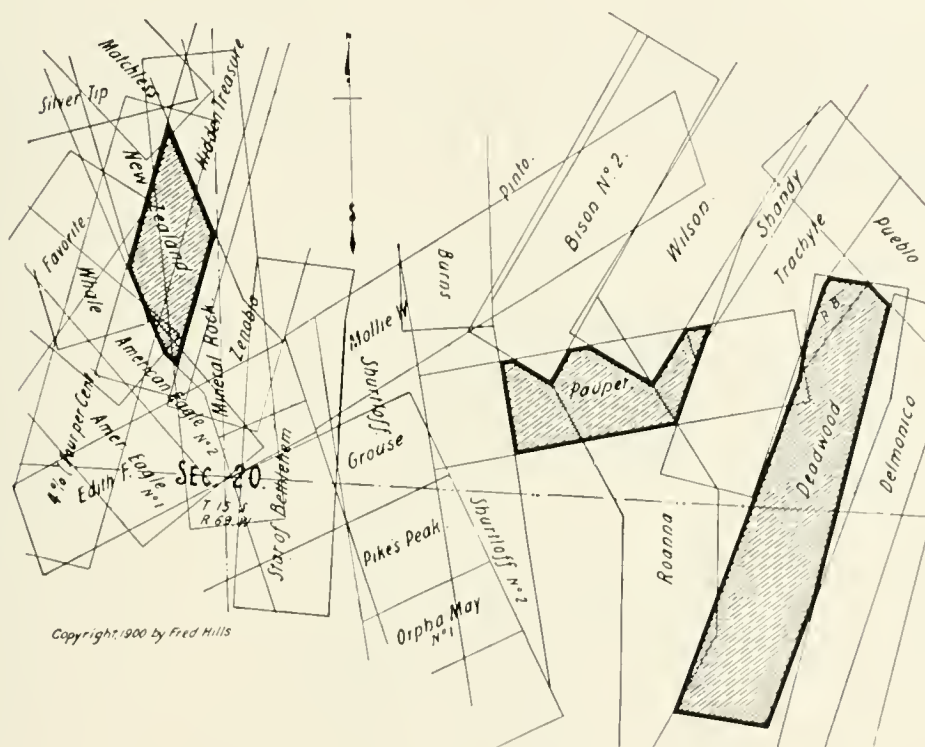 Matchless
Silver Tip
Hidden Treasure
New
Zealand
Favorite
Whale
Mineral Rock
Zenobia
American
Eagle Nº 2
Four per Cent.
4%
Edith F.
Amer.
Eagle
Nº 1
SEC. 20.
T 15 S
R 69 W
Star of Bethlehem
Mollie W
Shurtloff
Burns
Grouse
Pike's Peak
Orpha May
Nº 1
Shurtloff Nº 2
Pinto.
Bison Nº 2.
Wilson.
Shandy
Trachyte
Pueblo
Pauper.
Roanna
Deadwood
Delmonico
Copyright, 1900 by Fred Hills